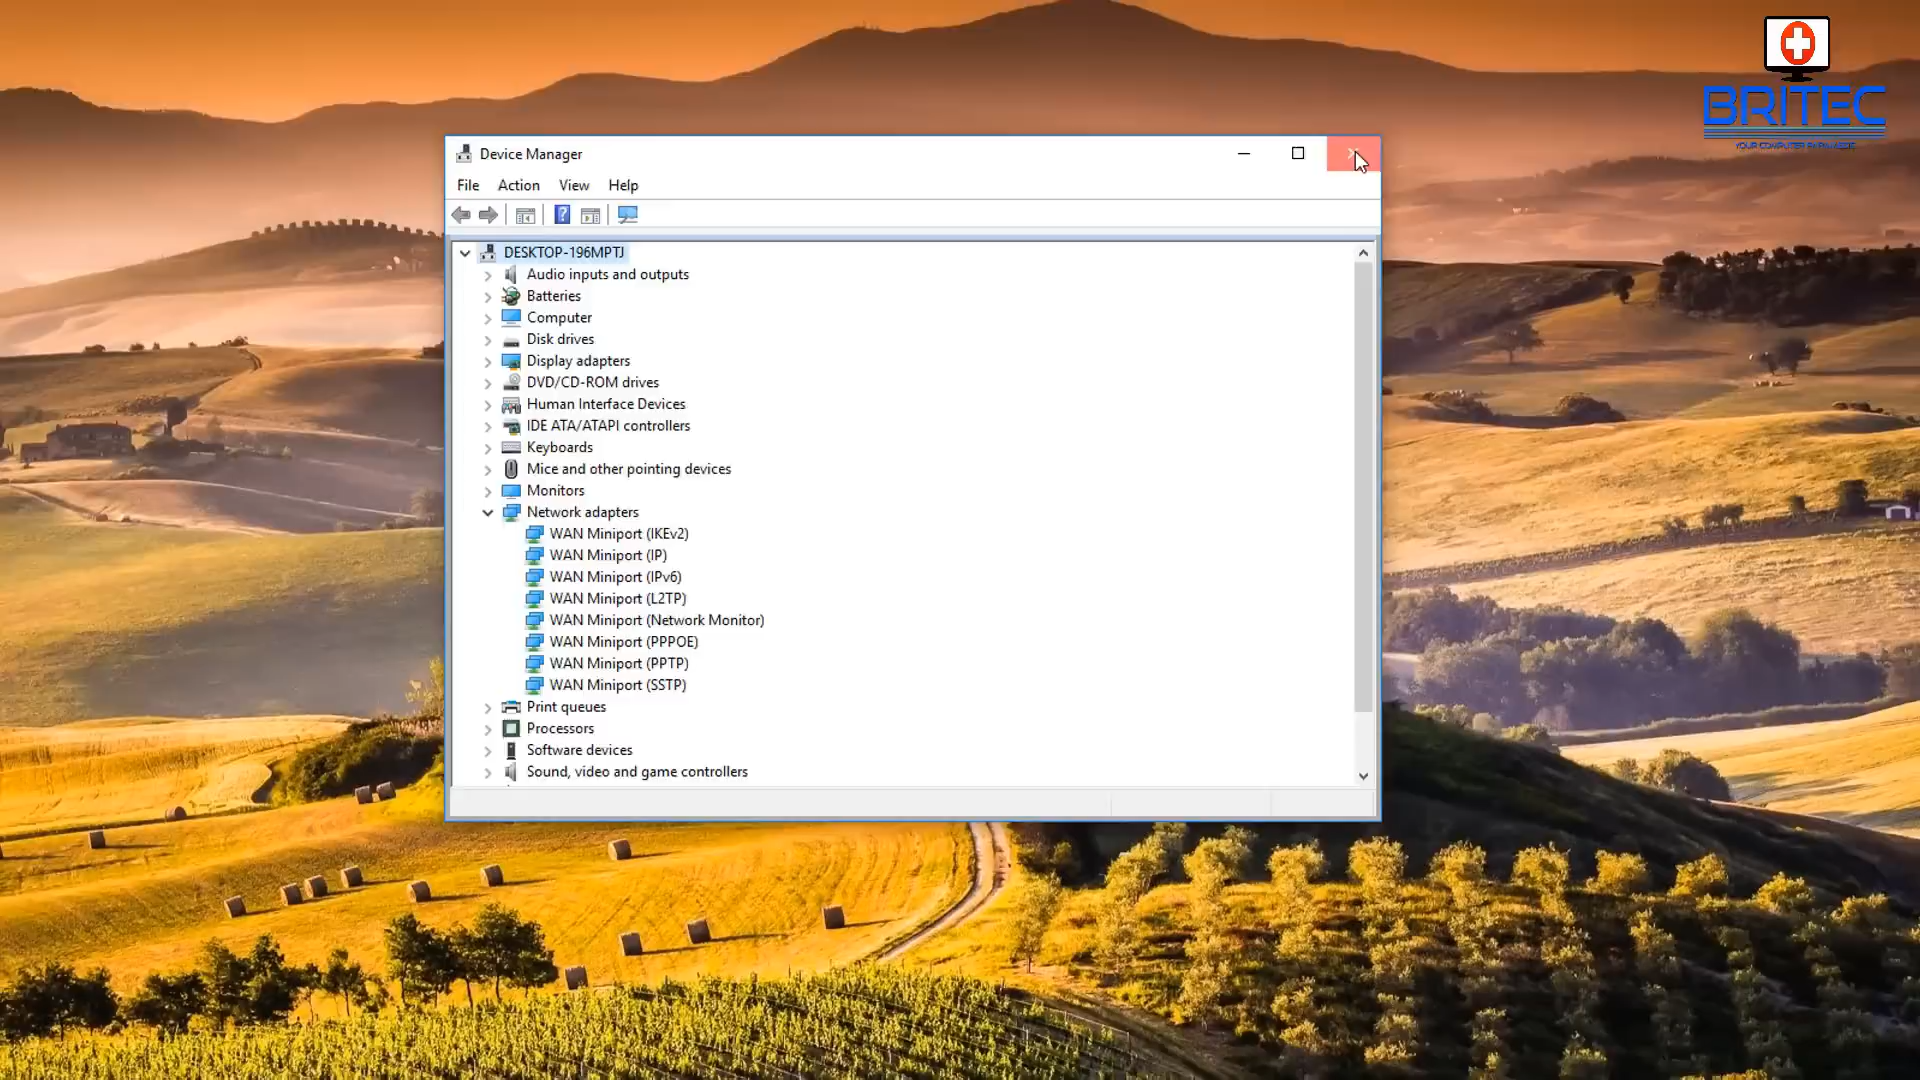 BRITEC
Device Manager
File Action View Help
DESKTOP-196MPTJ
Audio inputs and outputs
Batteries
Computer
Disk drives
Display adapters
DVD/CD-ROM drives
Human Interface Devices
IDE ATA/ATAPI controllers
Keyboards
Mice and other pointing devices
Monitors
Network adapters
WAN Miniport (IKEv2)
WAN Miniport (IP)
WAN Miniport (IPv6)
WAN Miniport (L2TP)
WAN Miniport (Network Monitor)
WAN Miniport (PPPOE)
WAN Miniport (PPTP)
WAN Miniport (SSTP)
Print queues
Processors
Software devices
Sound, video and game controllers